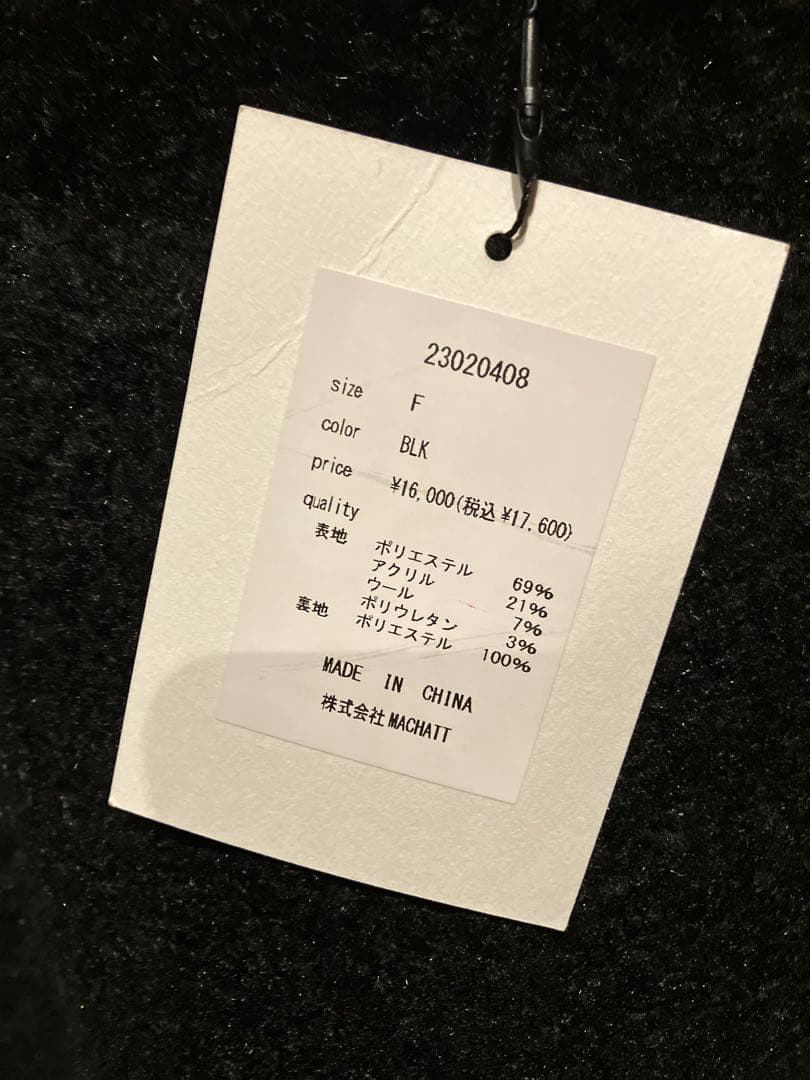 23020408
size F
color BLK
price ¥16,000(税込¥17,600)
quality
表地 ポリエステル 69%
アクリル 21%
ウール 7%
ポリウレタン 3%
裏地 ポリエステル 100%
MADE IN CHINA
株式会社MACHATT